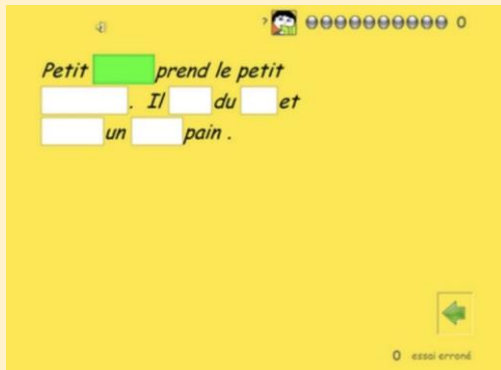 ? 0
Petit prend le petit
. Il du et
un pain .
0 essai erroné